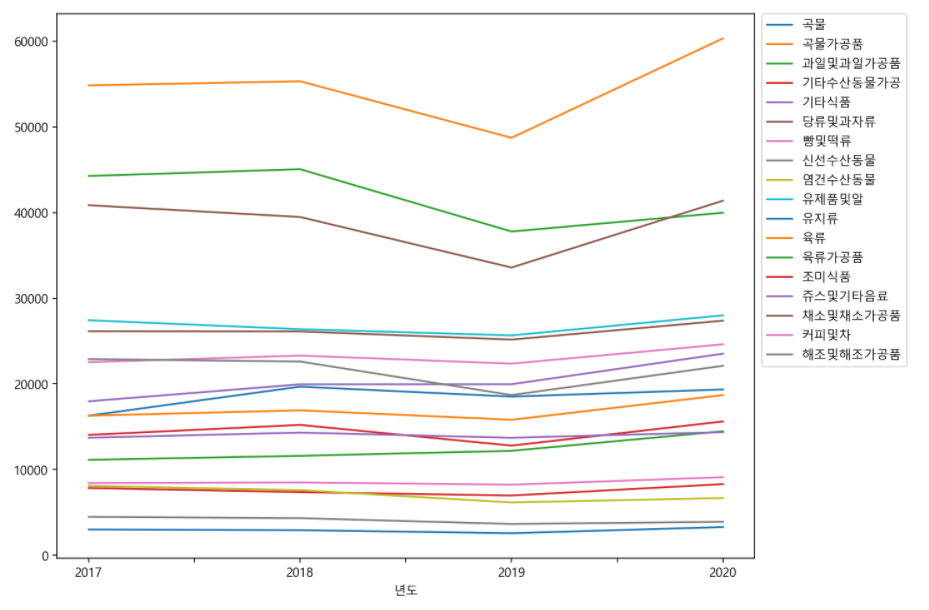 60000
50000
40000
30000
20000
10000
0
2017 2018 2019 2020
년도
곡물
곡물가공품
과일및과일가공품
기타수산동물가공
기타식품
당류및과자류
빵및떡류
신선수산동물
염건수산동물
유제품및알
유지류
육류
육류가공품
조미식품
쥬스및기타음료
채소및채소가공품
커피및차
해조및해조가공품